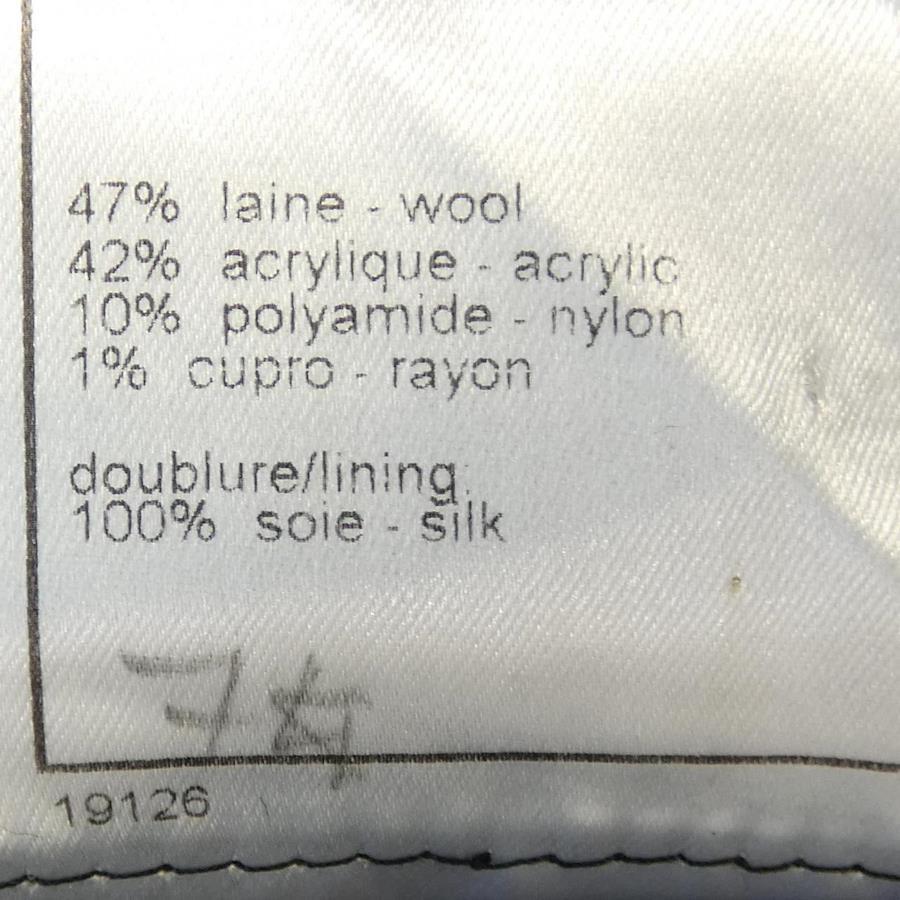 47% laine - wool
42% acrylique - acrylic
10% polyamide - nylon
1% cupro - rayon
doublure/lining
100% soie - silk
19126